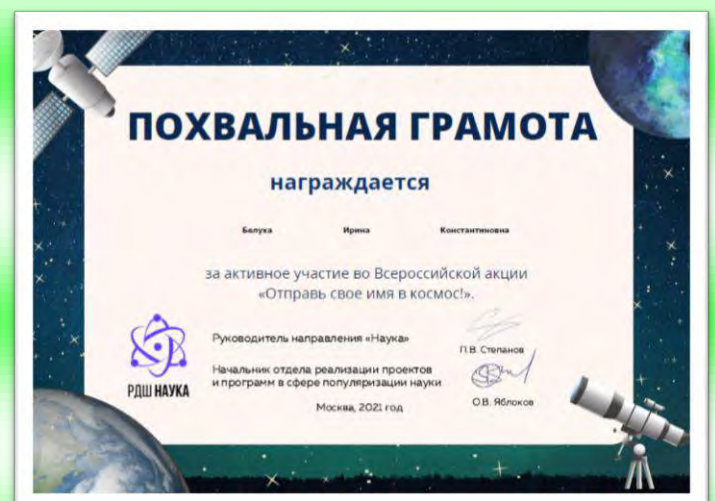 ПОХВАЛЬНАЯ ГРАМОТА
награждается
Белуха Ирина Константиновна
за активное участие во Всероссийской акции
«Отправь свое имя в космос!».
Руководитель направления «Наука»
П.В. Степанов
Начальник отдела реализации проектов
и программ в сфере популяризации науки
О.В. Яблоков
РДШ НАУКА
Москва, 2021 год